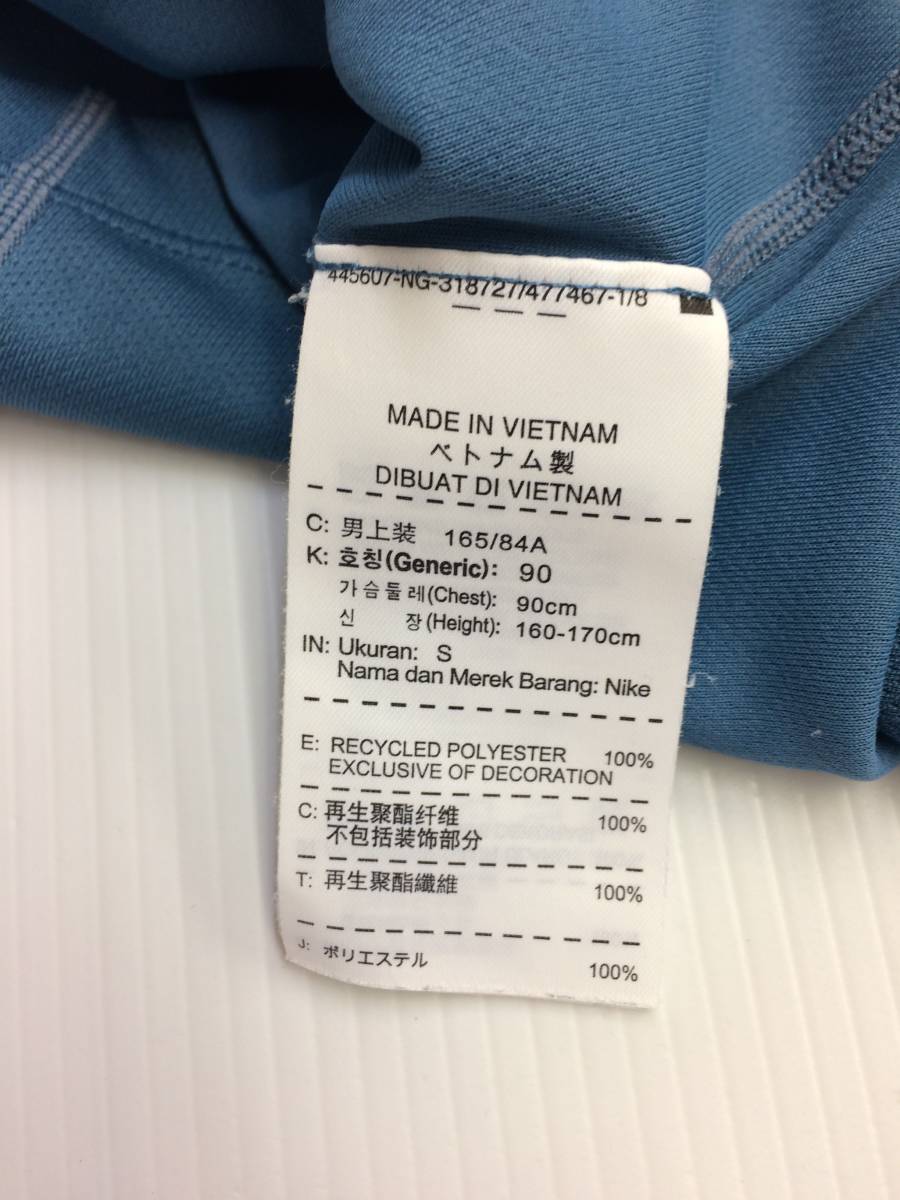 445607-NG-318727/477467-1/8
MADE IN VIETNAM
ベトナム製
DIBUAT DI VIETNAM
C: 男上装 165/84A
K: 호칭(Generic): 90
가슴둘레(Chest): 90cm
신 장(Height): 160-170cm
IN: Ukuran: S
Nama dan Merek Barang: Nike
E: RECYCLED POLYESTER 100%
EXCLUSIVE OF DECORATION
C: 再生聚酯纤维 100%
不包括装饰部分
T: 再生聚酯纖維 100%
J: ポリエステル 100%